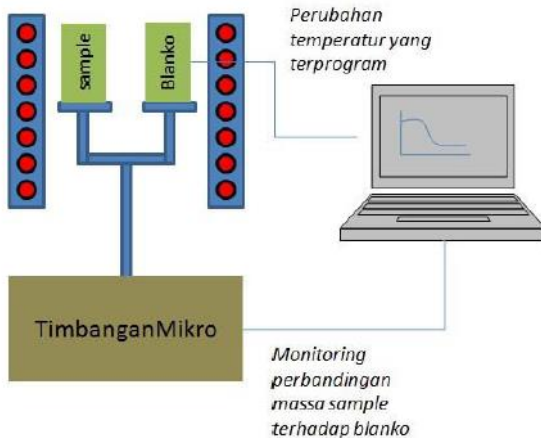 sample
Blanko
Perubahan
temperatur yang
terprogram
TimbanganMikro
Monitoring
perbandingan
massa sample
terhadap blanko